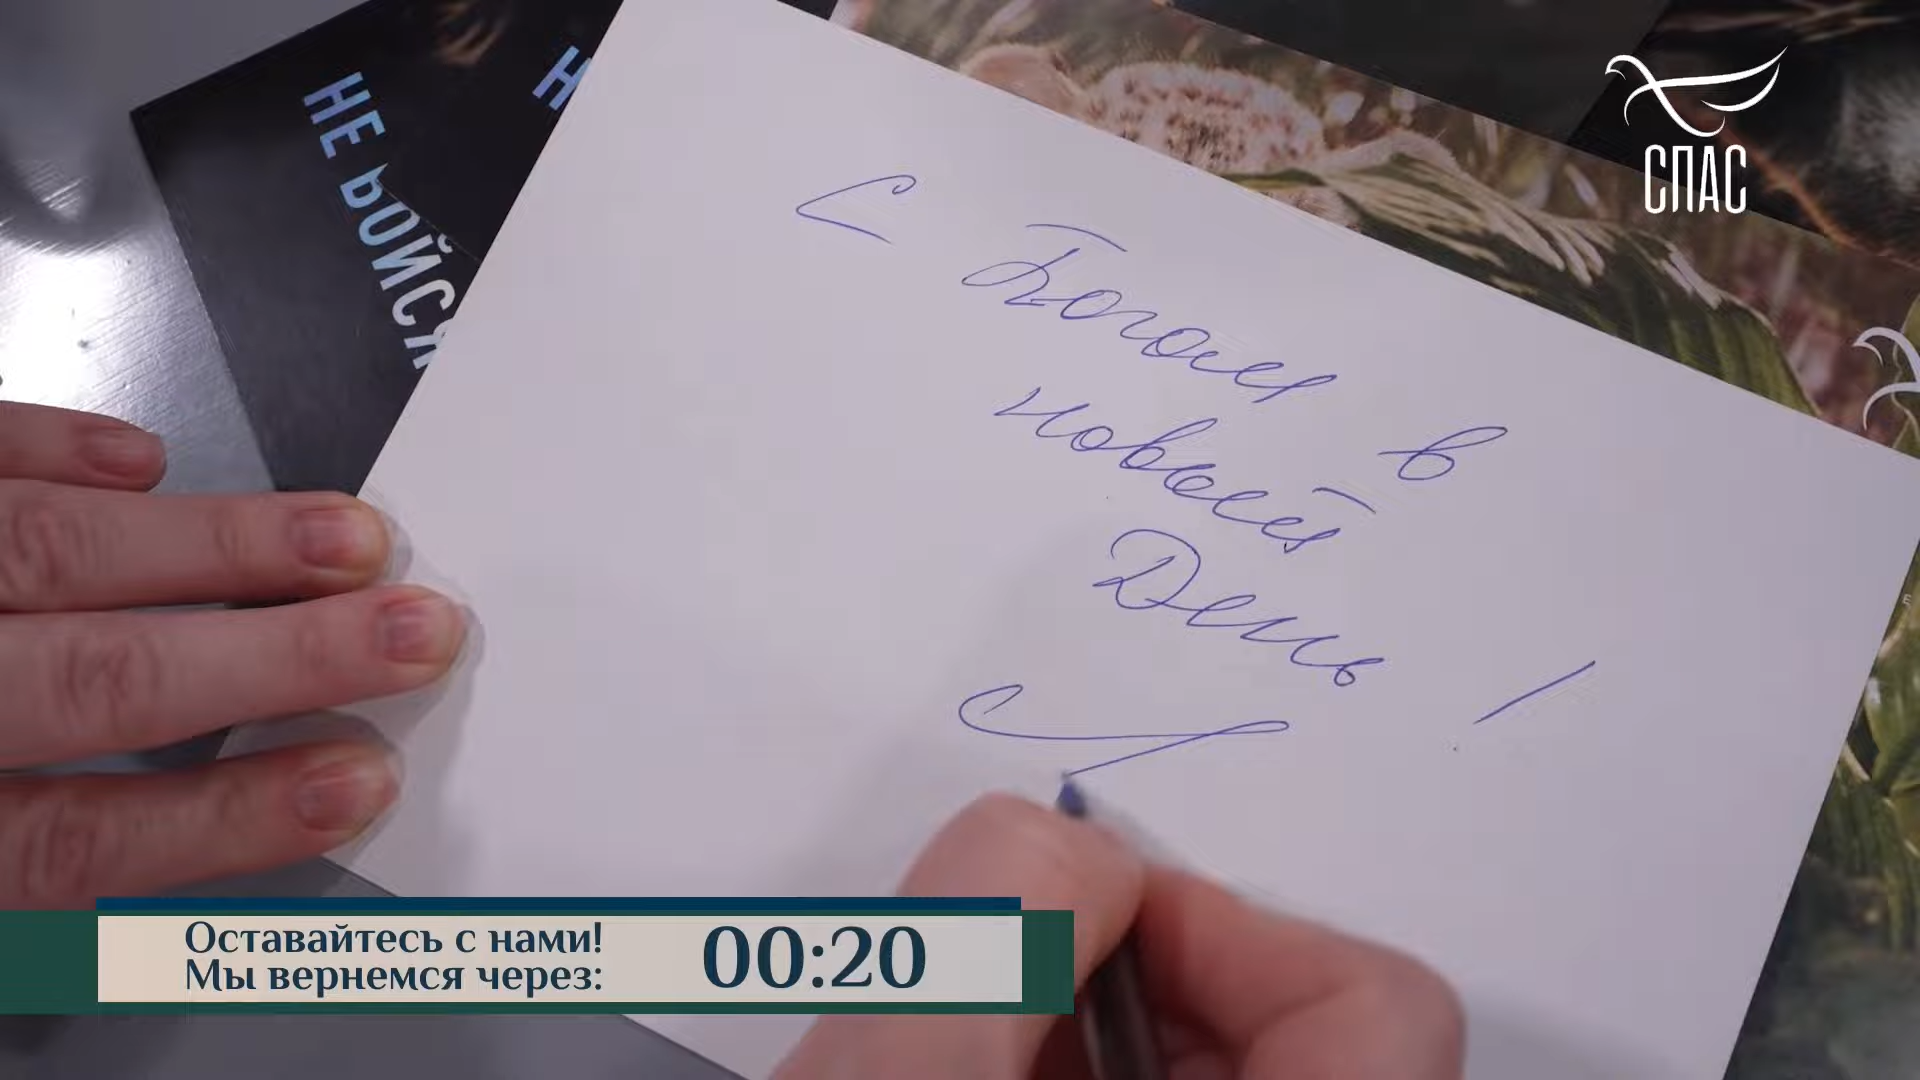 СПАС
НЕ БОЙСЯ
С Богом в
новый
День!
Оставайтесь с нами!
Мы вернемся через:
00:20